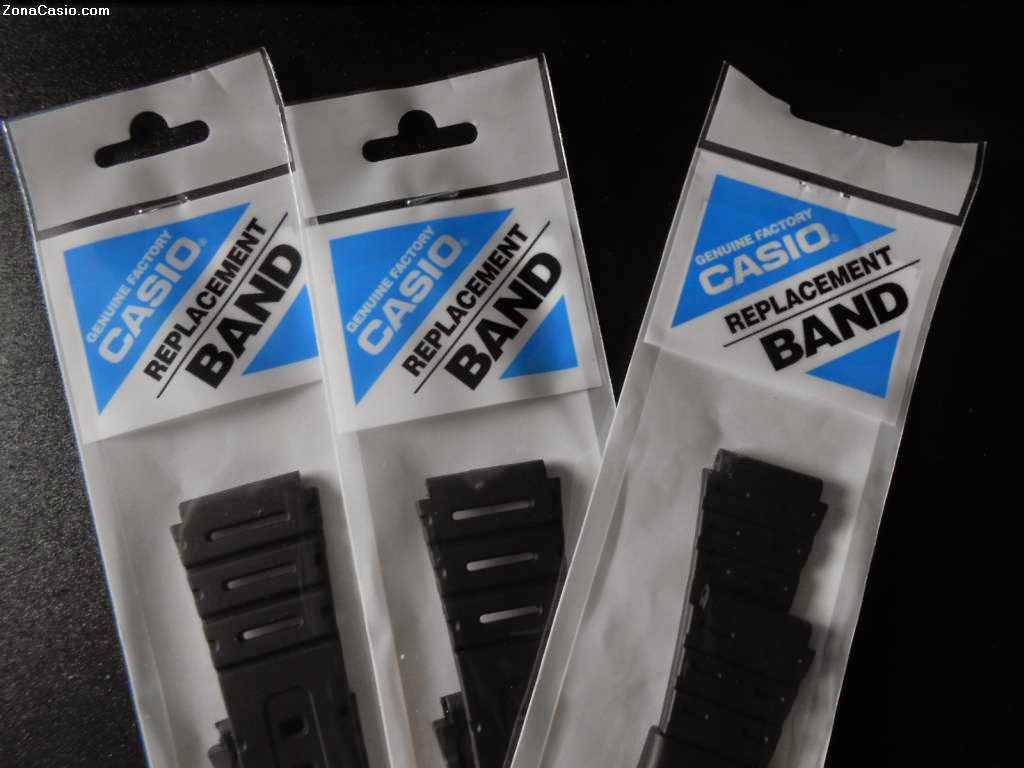 ZonaCasio.com
GENUINE FACTORY
CASIO®
REPLACEMENT
BAND
GENUINE FACTORY
CASIO®
REPLACEMENT
BAND
GENUINE FACTORY
CASIO®
REPLACEMENT
BAND